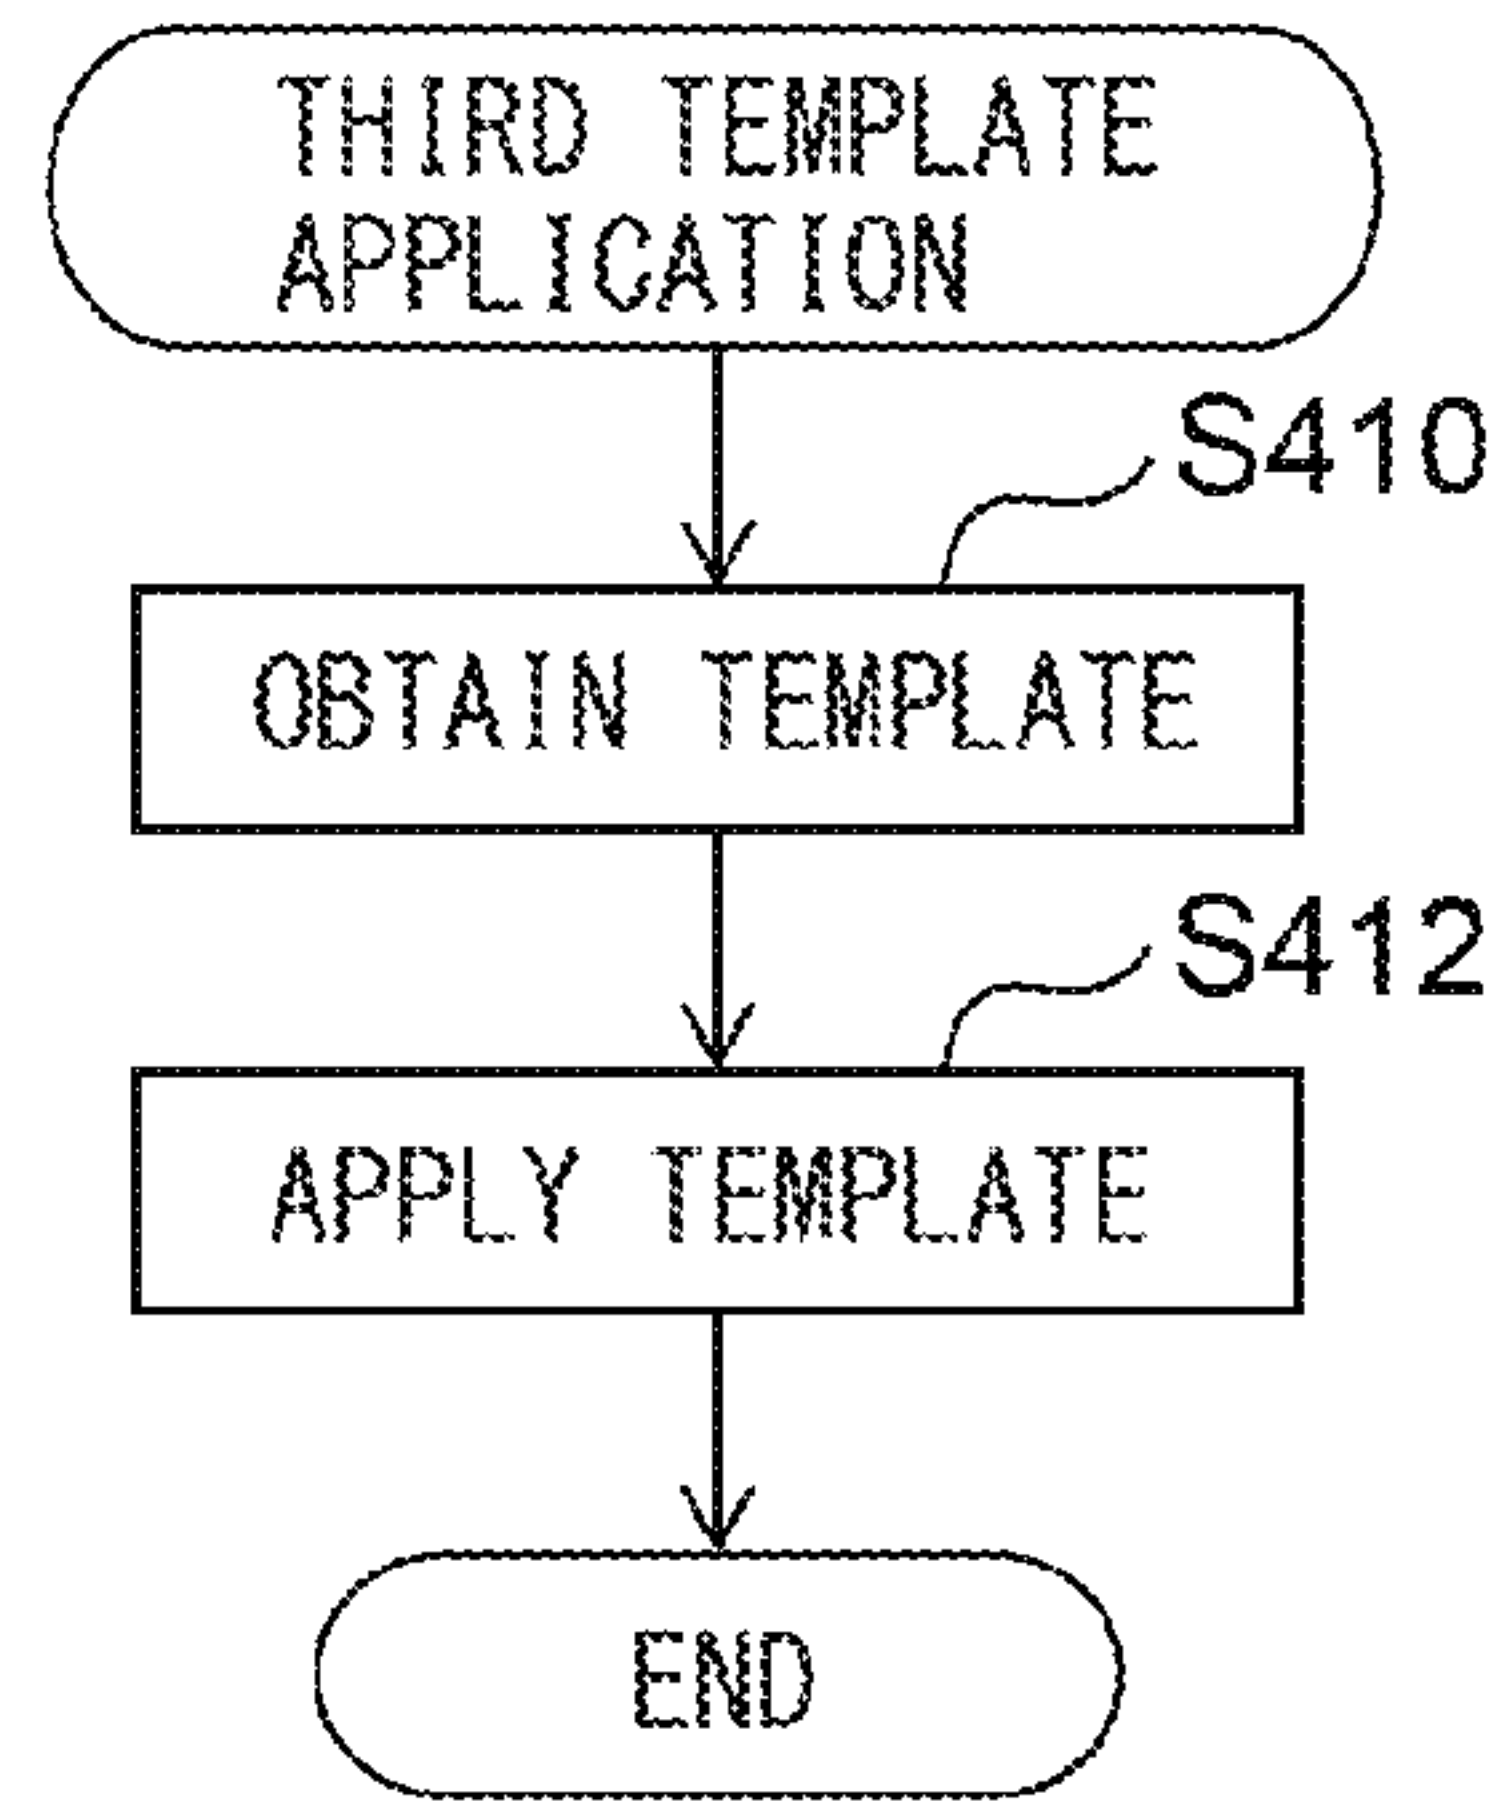 THIRD TEMPLATE
APPLICATION
S410
OBTAIN TEMPLATE
S412
APPLY TEMPLATE
END